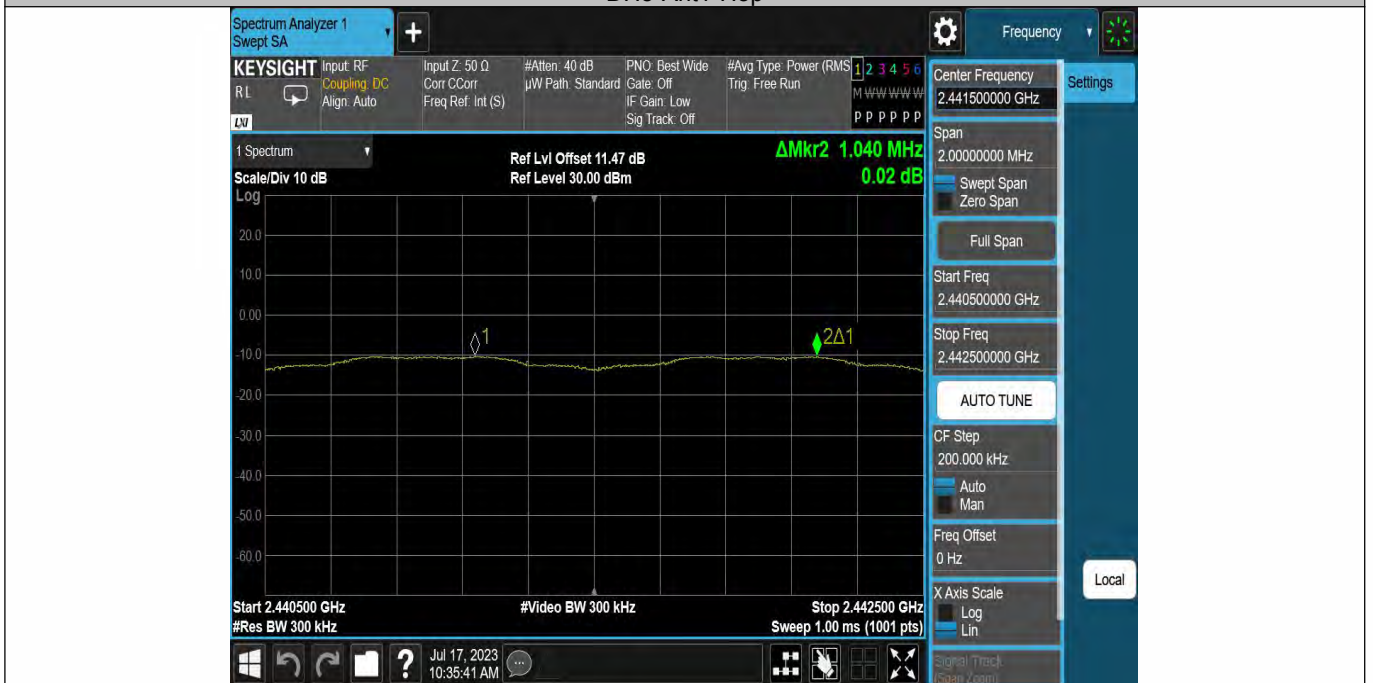 Spectrum Analyzer 1
Swept SA
+
Frequency
KEYSIGHT
RL
LXI
Input: RF
Coupling: DC
Align: Auto
Input Z: 50 Ω
Corr CCorr
Freq Ref: Int (S)
#Atten: 40 dB
µW Path: Standard
PNO: Best Wide
Gate: Off
IF Gain: Low
Sig Track: Off
#Avg Type: Power (RMS
Trig: Free Run
1 2 3 4 5 6
M W W W W W
P P P P P P
Center Frequency
2.441500000 GHz
Settings
Span
2.00000000 MHz
Swept Span
Zero Span
Full Span
Start Freq
2.440500000 GHz
Stop Freq
2.442500000 GHz
AUTO TUNE
CF Step
200.000 kHz
Auto
Man
Freq Offset
0 Hz
X Axis Scale
Log
Lin
Signal Track
(Span Zoom)
Local
1 Spectrum
Scale/Div 10 dB
Log
Ref Lvl Offset 11.47 dB
Ref Level 30.00 dBm
ΔMkr2 1.040 MHz
0.02 dB
20.0
10.0
0.00
-10.0
-20.0
-30.0
-40.0
-50.0
-60.0
1
2Δ1
Start 2.440500 GHz
#Res BW 300 kHz
#Video BW 300 kHz
Stop 2.442500 GHz
Sweep 1.00 ms (1001 pts)
?
Jul 17, 2023
10:35:41 AM